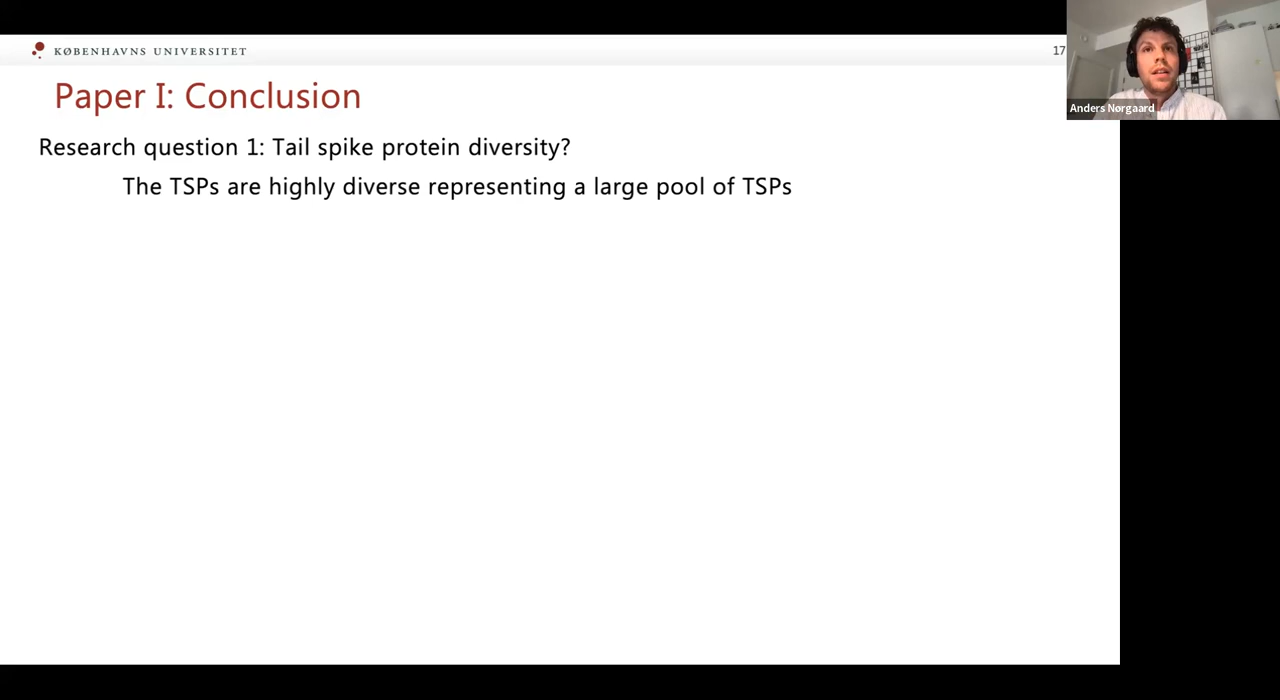 KØBENHAVNS UNIVERSITET
17
Paper I: Conclusion
Research question 1: Tail spike protein diversity?
The TSPs are highly diverse representing a large pool of TSPs
Anders Nørgaard